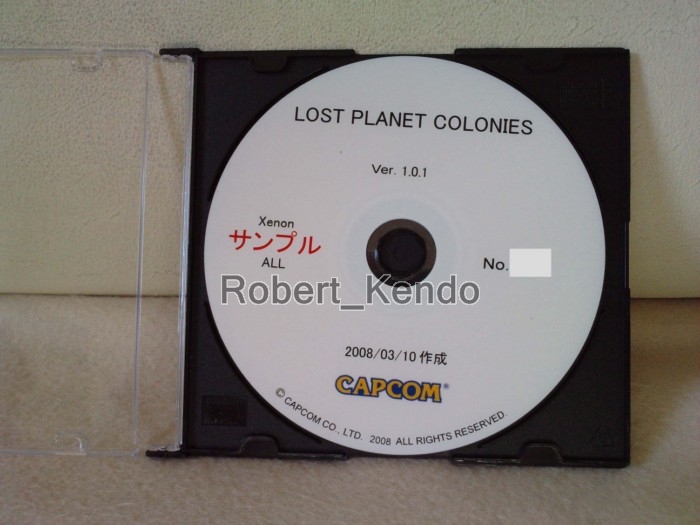 LOST PLANET COLONIES
Ver. 1.0.1
Xenon
サンプル
ALL
No.
Robert_Kendo
2008/03/10 作成
CAPCOM®
© CAPCOM CO., LTD. 2008 ALL RIGHTS RESERVED.